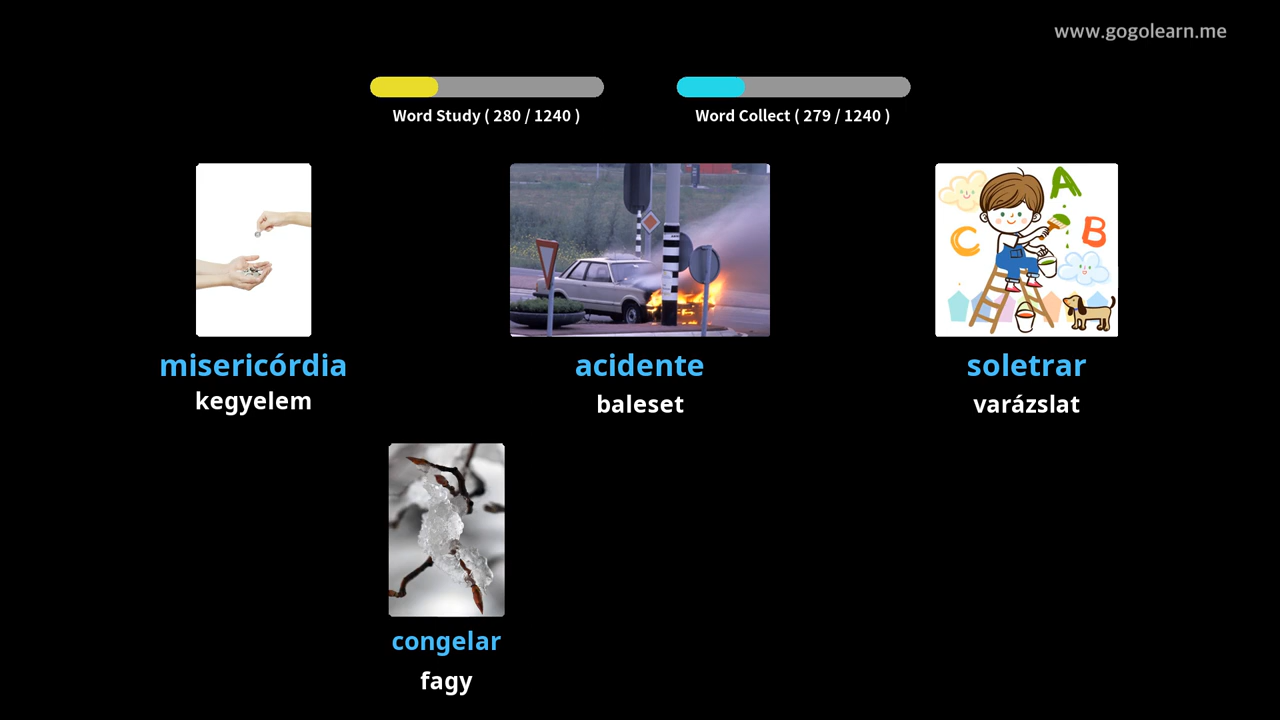 www.gogolearn.me
Word Study ( 280 / 1240 )
Word Collect ( 279 / 1240 )
misericórdia
kegyelem
acidente
baleset
A
B
C
soletrar
varázslat
congelar
fagy